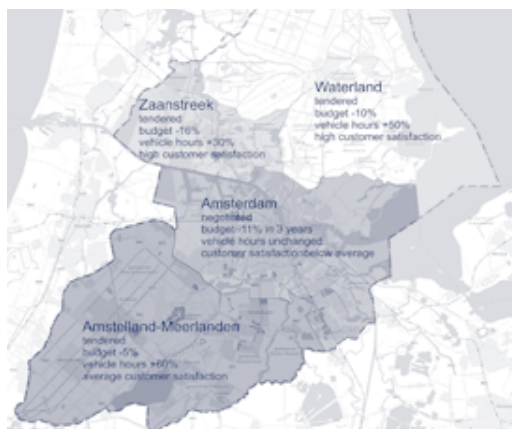 Waterland
tendered
budget -10%
vehicle hours +50%
high customer satisfaction
Zaanstreek
tendered
budget -16%
vehicle hours +30%
high customer satisfaction
Amsterdam
negotiated
budget -11% in 3 years
vehicle hours unchanged
customer satisfactionbelow average
Amstelland-Meerlanden
tendered
budget -5%
vehicle hours +60%
average customer satisfaction